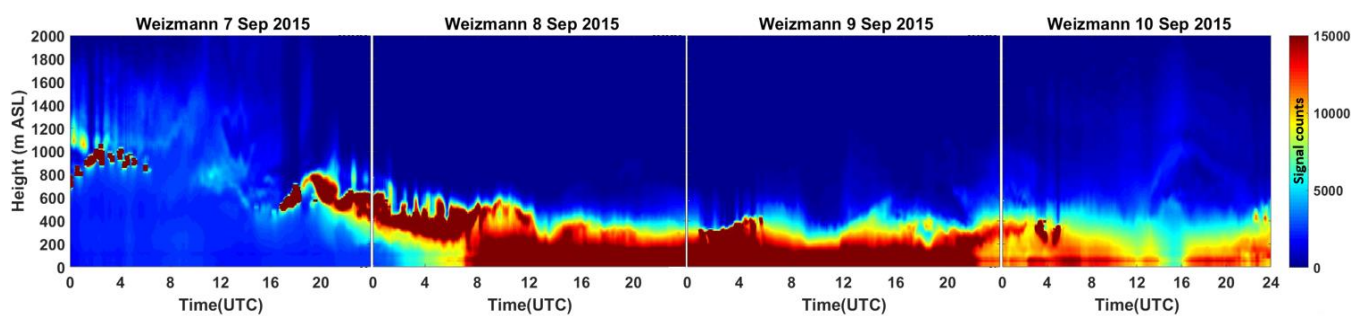 Weizmann 7 Sep 2015
Weizmann 8 Sep 2015
Weizmann 9 Sep 2015
Weizmann 10 Sep 2015
Height (m ASL)
2000
1800
1600
1400
1200
1000
800
600
400
200
0
0 4 8 12 16 20
0 4 8 12 16 20
0 4 8 12 16 20
0 4 8 12 16 20 24
Time(UTC)
Time(UTC)
Time(UTC)
Time(UTC)
15000
10000
5000
0
Signal counts